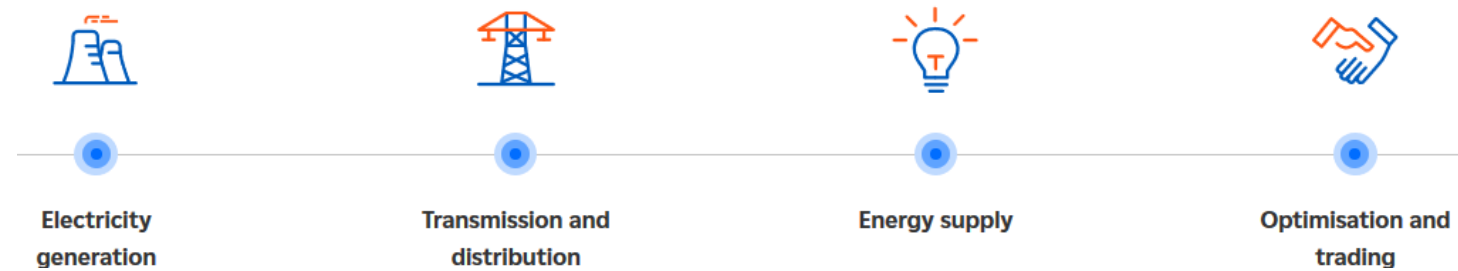 Electricity
generation
Transmission and
distribution
Energy supply
Optimisation and
trading